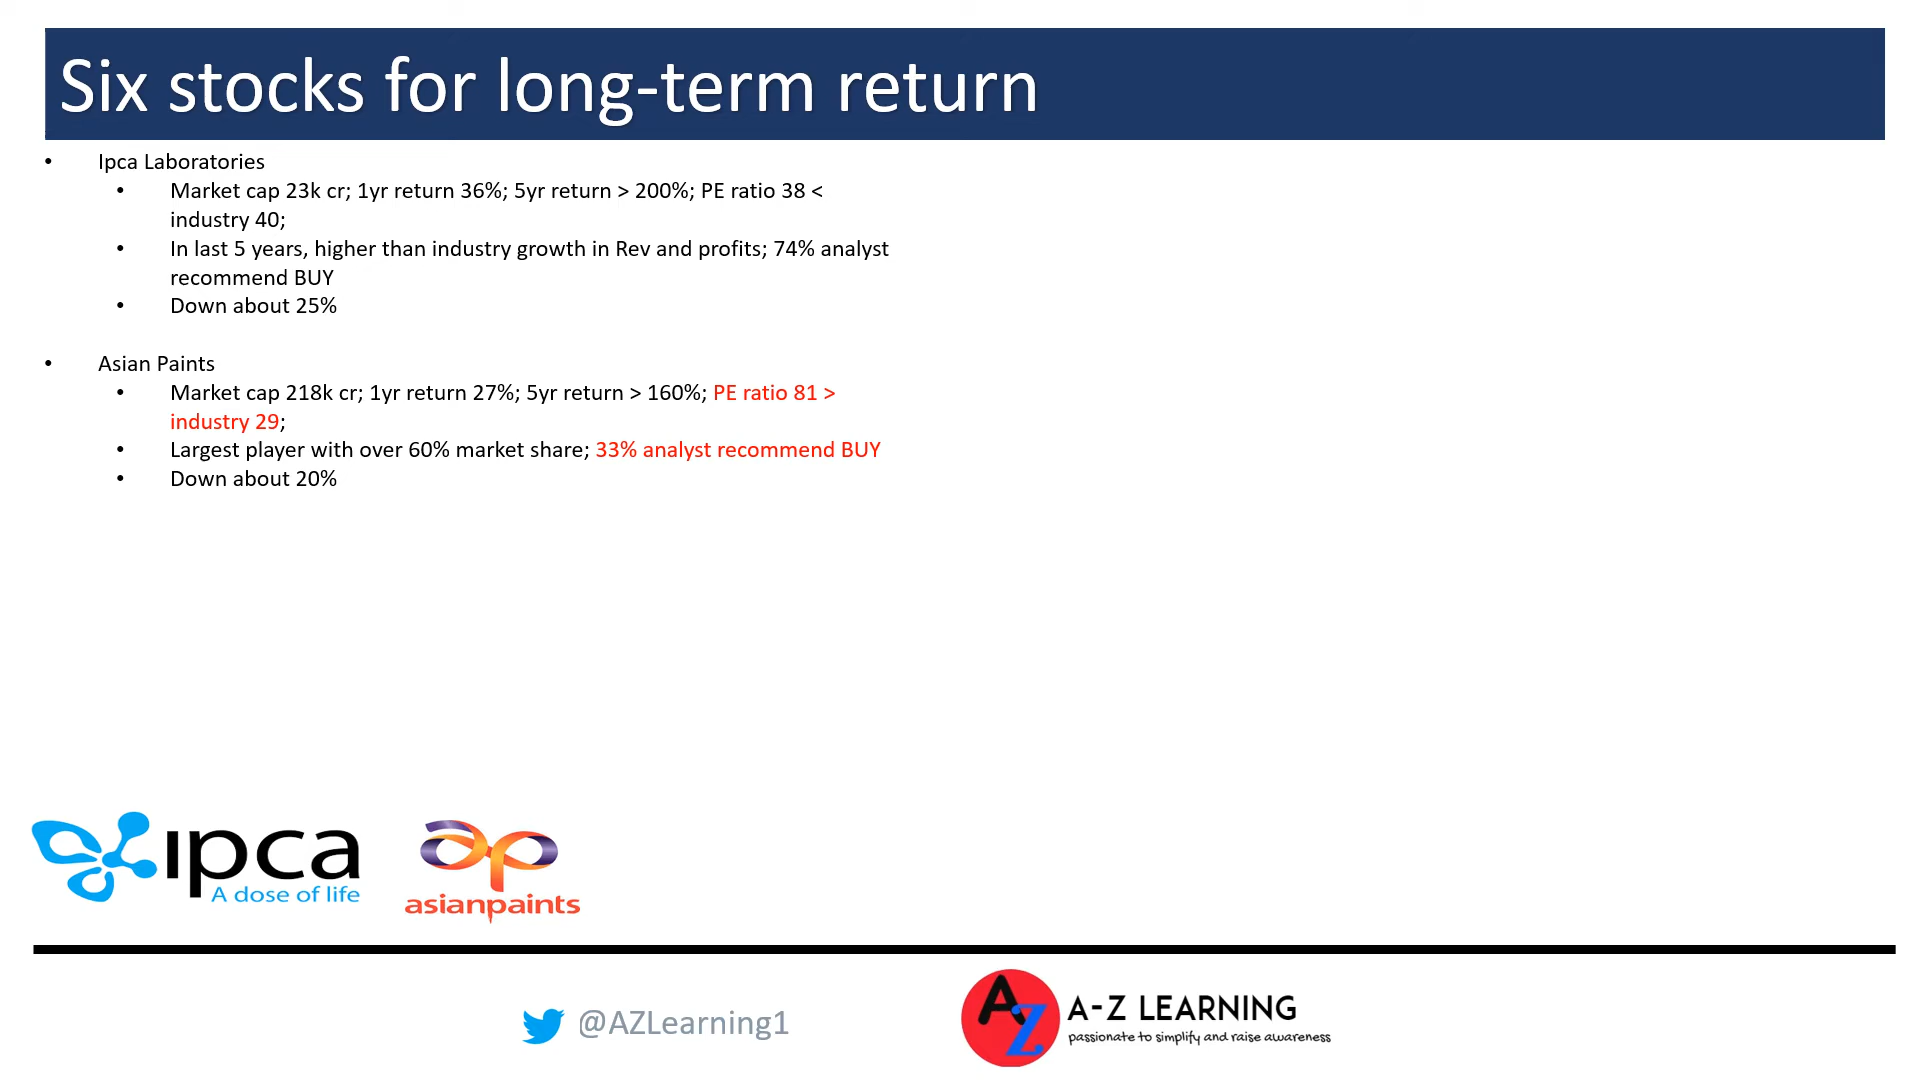 Six stocks for long-term return
• Ipca Laboratories
• Market cap 23k cr; 1yr return 36%; 5yr return > 200%; PE ratio 38 <
industry 40;
• In last 5 years, higher than industry growth in Rev and profits; 74% analyst
recommend BUY
• Down about 25%
• Asian Paints
• Market cap 218k cr; 1yr return 27%; 5yr return > 160%; PE ratio 81 >
industry 29;
• Largest player with over 60% market share; 33% analyst recommend BUY
• Down about 20%
ipca
A dose of life
ap
asianpaints
@AZLearning1
AZ
A-Z LEARNING
passionate to simplify and raise awareness